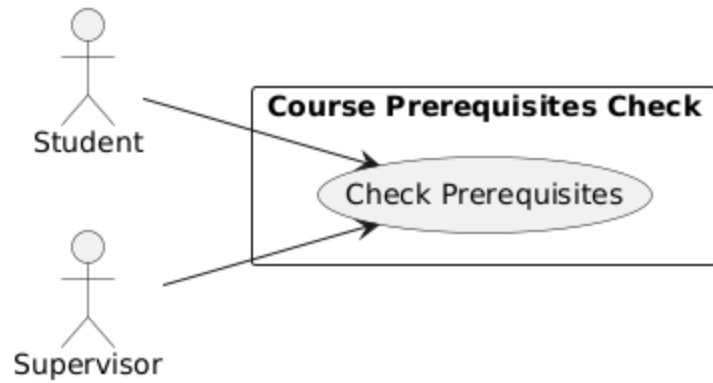 Course Prerequisites Check
Student
Check Prerequisites
Supervisor